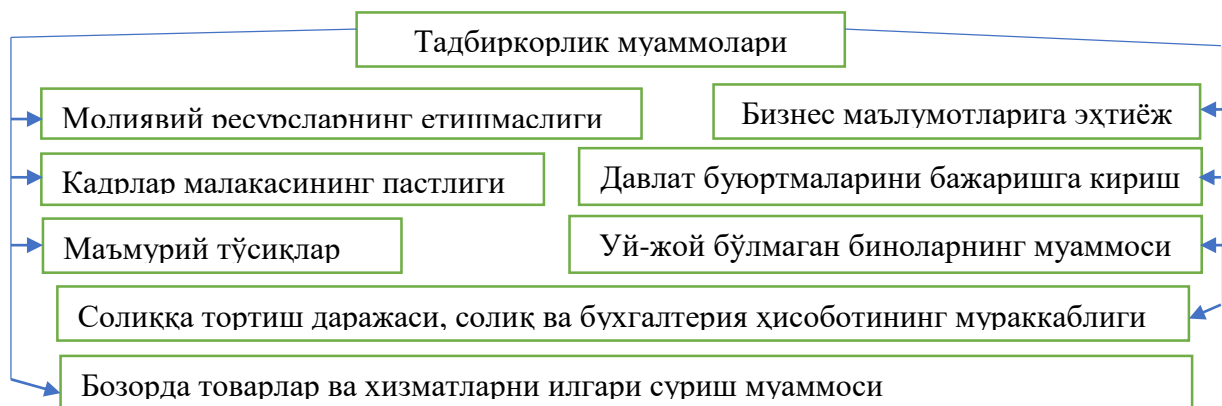 Тадбиркорлик муаммолари
Молиявий ресурсларнинг етишмаслиги
Бизнес маълумотларига эҳтиёж
Кадрлар малакасининг пастлиги
Давлат буюртмаларини бажаришга кириш
Маъмурий тўсиқлар
Уй-жой бўлмаган биноларнинг муаммоси
Солиққа тортиш даражаси, солиқ ва бухгалтерия ҳисоботининг мураккаблиги
Бозорда товарлар ва хизматларни илгари суриш муаммоси